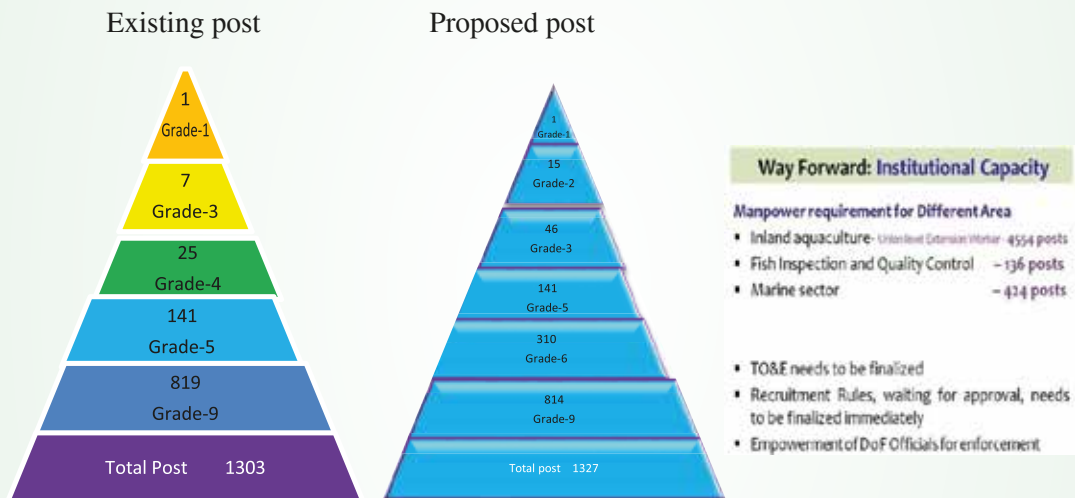 Existing post
1
Grade-1
7
Grade-3
25
Grade-4
141
Grade-5
819
Grade-9
Total Post 1303
Proposed post
1
Grade-1
15
Grade-2
46
Grade-3
141
Grade-5
310
Grade-6
814
Grade-9
Total post 1327
Way Forward: Institutional Capacity
Manpower requirement for Different Area
▪ Inland aquaculture- Union level Extension Worker - 4554 posts
▪ Fish Inspection and Quality Control – 136 posts
▪ Marine sector – 424 posts
▪ TO&E needs to be finalized
▪ Recruitment Rules, waiting for approval, needs
to be finalized immediately
▪ Empowerment of DoF Officials for enforcement